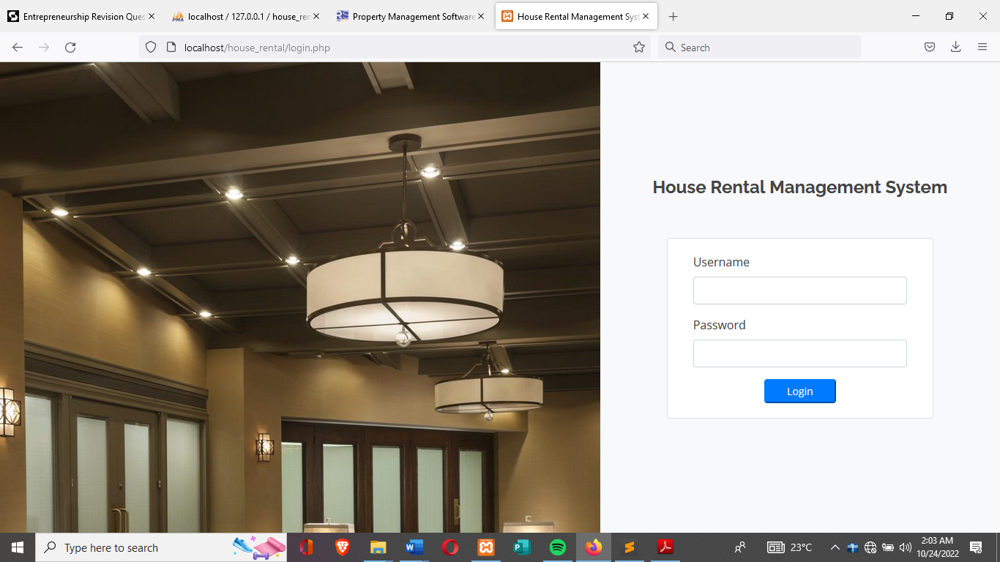 Entrepreneurship Revision Ques
localhost / 127.0.0.1 / house_ren
Property Management Software
House Rental Management Syst
localhost/house_rental/login.php
Search
House Rental Management System
Username
Password
Login
Type here to search
23°C
2:03 AM
10/24/2022